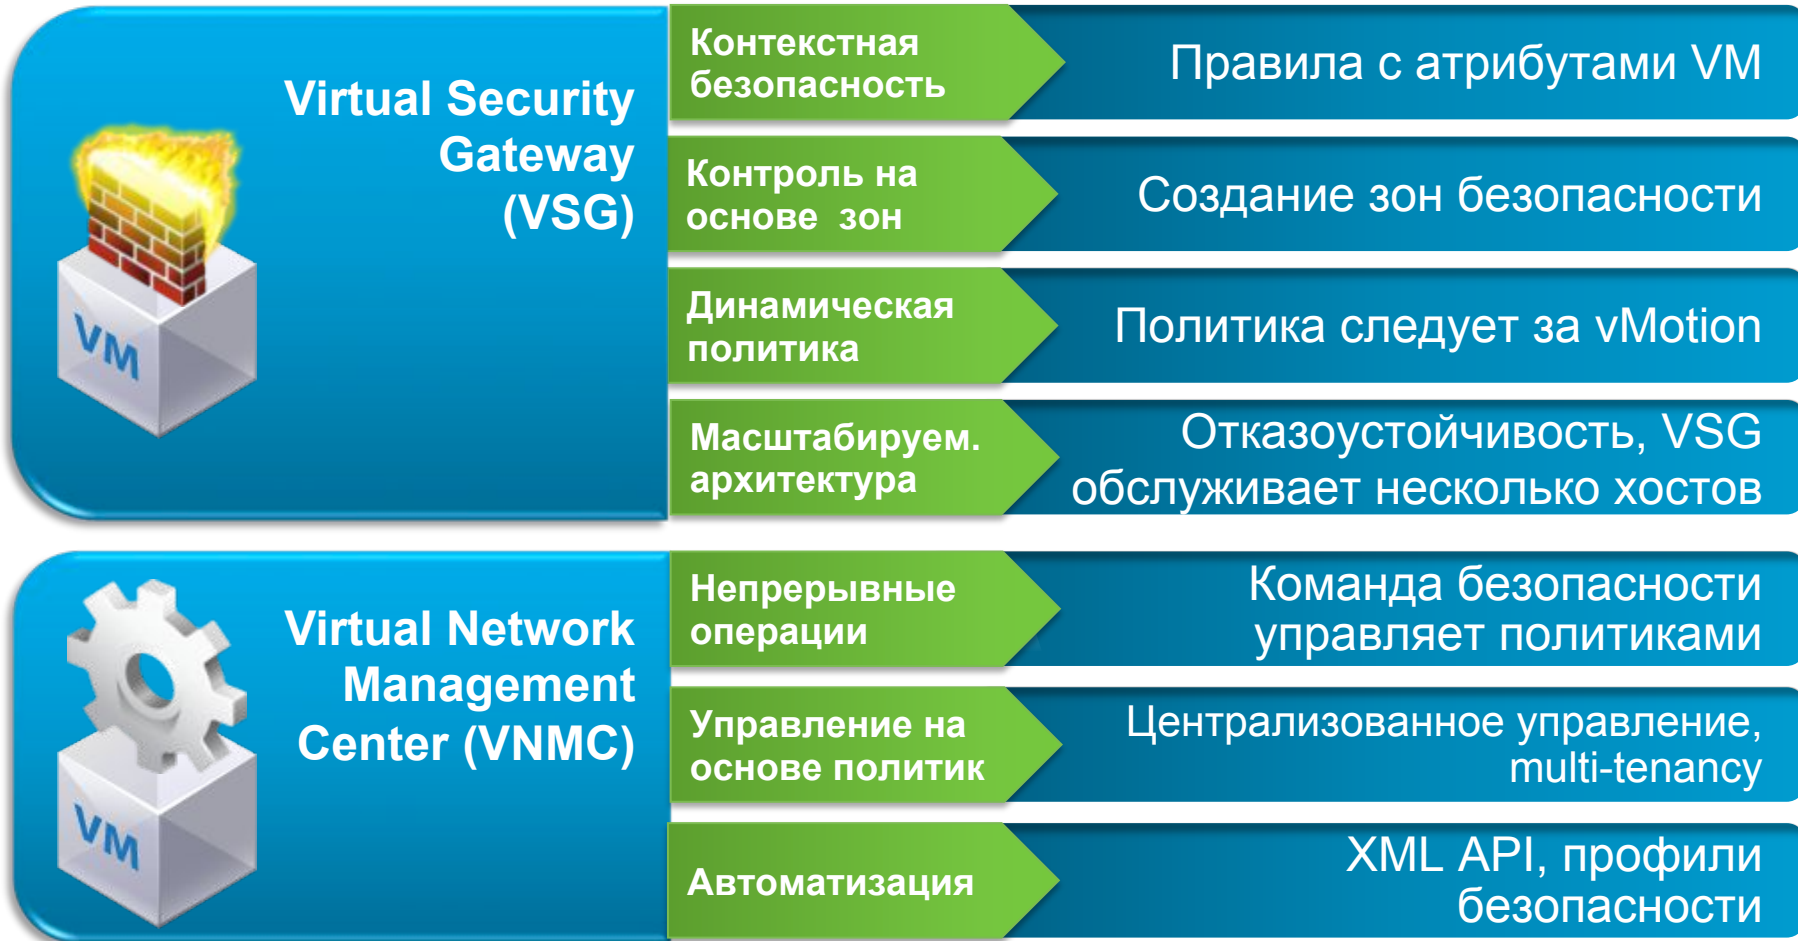 Virtual Security
Gateway
(VSG)
VM
Контекстная
безопасность
Правила с атрибутами VM
Контроль на
основе зон
Создание зон безопасности
Динамическая
политика
Политика следует за vMotion
Масштабируем.
архитектура
Отказоустойчивость, VSG
обслуживает несколько хостов
Virtual Network
Management
Center (VNMC)
VM
Непрерывные
операции
Команда безопасности
управляет политиками
Управление на
основе политик
Централизованное управление,
multi-tenancy
Автоматизация
XML API, профили
безопасности